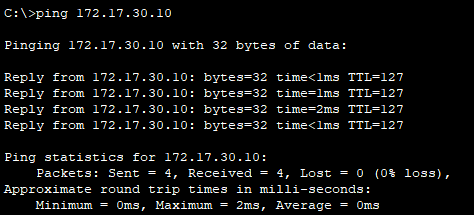 C:\>ping 172.17.30.10
Pinging 172.17.30.10 with 32 bytes of data:
Reply from 172.17.30.10: bytes=32 time<1ms TTL=127
Reply from 172.17.30.10: bytes=32 time=1ms TTL=127
Reply from 172.17.30.10: bytes=32 time=2ms TTL=127
Reply from 172.17.30.10: bytes=32 time<1ms TTL=127
Ping statistics for 172.17.30.10:
    Packets: Sent = 4, Received = 4, Lost = 0 (0% loss),
Approximate round trip times in milli-seconds:
    Minimum = 0ms, Maximum = 2ms, Average = 0ms